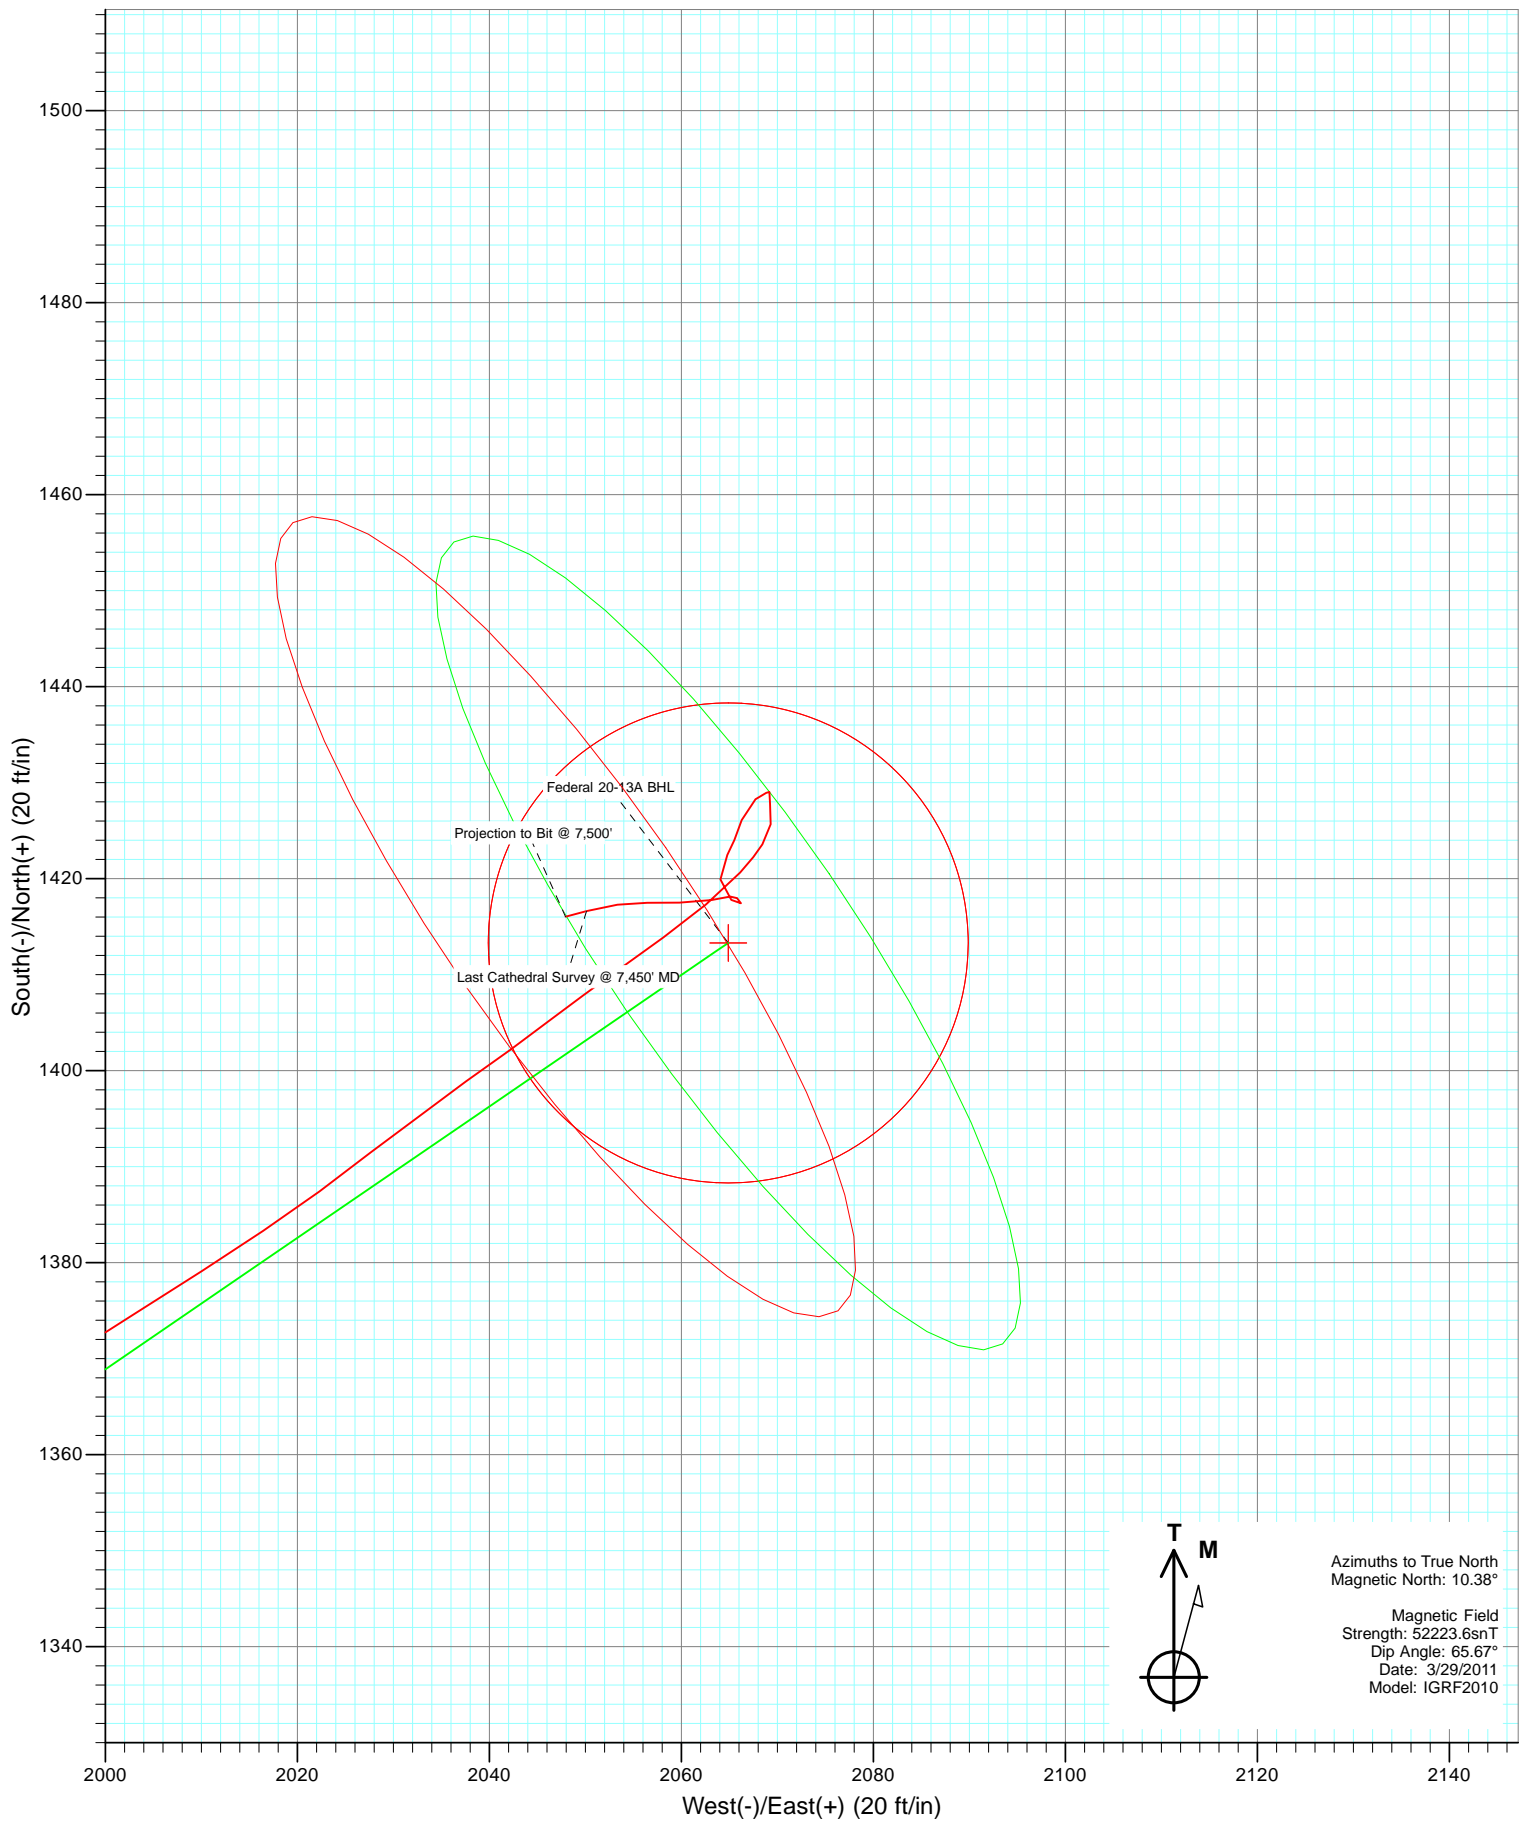 1500
1480
1460
1440
1420
1400
1380
1360
1340
South(-)/North(+) (20 ft/in)
Federal 20-13A BHL
Projection to Bit @ 7,500'
Last Cathedral Survey @ 7,450' MD
T
M
Azimuths to True North
Magnetic North: 10.38°
Magnetic Field
Strength: 52223.6snT
Dip Angle: 65.67°
Date: 3/29/2011
Model: IGRF2010
2000 2020 2040 2060 2080 2100 2120 2140
West(-)/East(+) (20 ft/in)